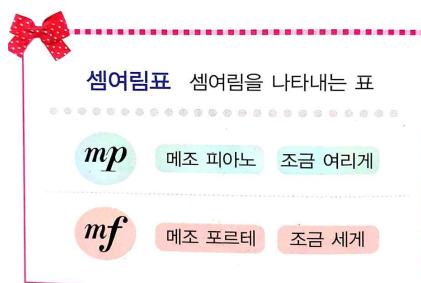 셈여림표 셈여림을 나타내는 표
mp 메조 피아노 조금 여리게
mf 메조 포르테 조금 세게